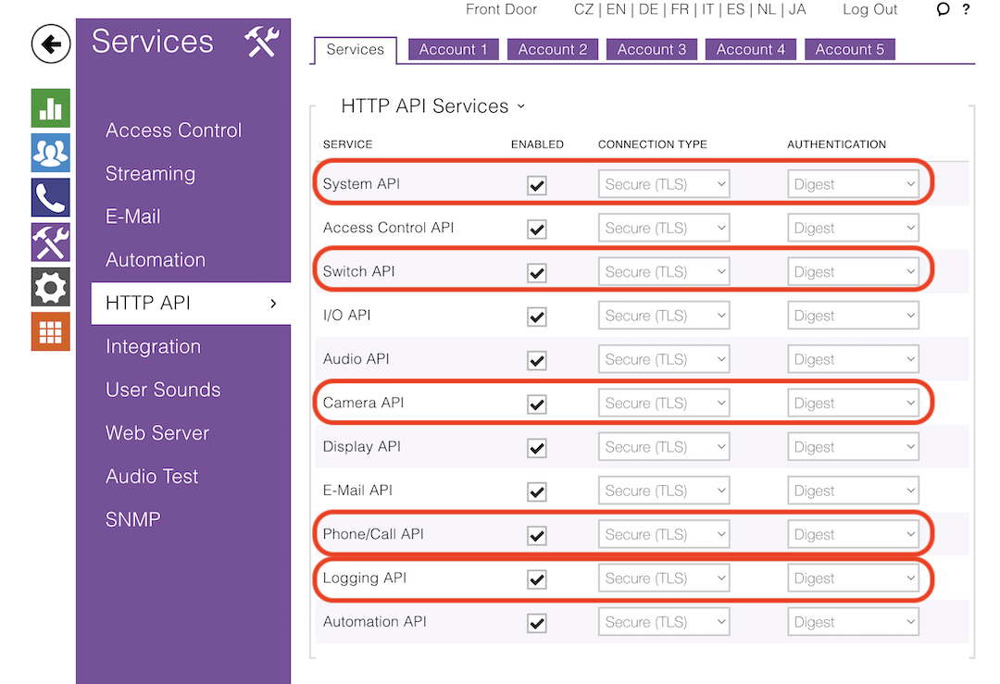 Front Door CZ | EN | DE | FR | IT | ES | NL | JA Log Out ?
Services
Services Account 1 Account 2 Account 3 Account 4 Account 5
Access Control
Streaming
E-Mail
Automation
HTTP API
Integration
User Sounds
Web Server
Audio Test
SNMP
HTTP API Services
SERVICE ENABLED CONNECTION TYPE AUTHENTICATION
System API Secure (TLS) Digest
Access Control API Secure (TLS) Digest
Switch API Secure (TLS) Digest
I/O API Secure (TLS) Digest
Audio API Secure (TLS) Digest
Camera API Secure (TLS) Digest
Display API Secure (TLS) Digest
E-Mail API Secure (TLS) Digest
Phone/Call API Secure (TLS) Digest
Logging API Secure (TLS) Digest
Automation API Secure (TLS) Digest